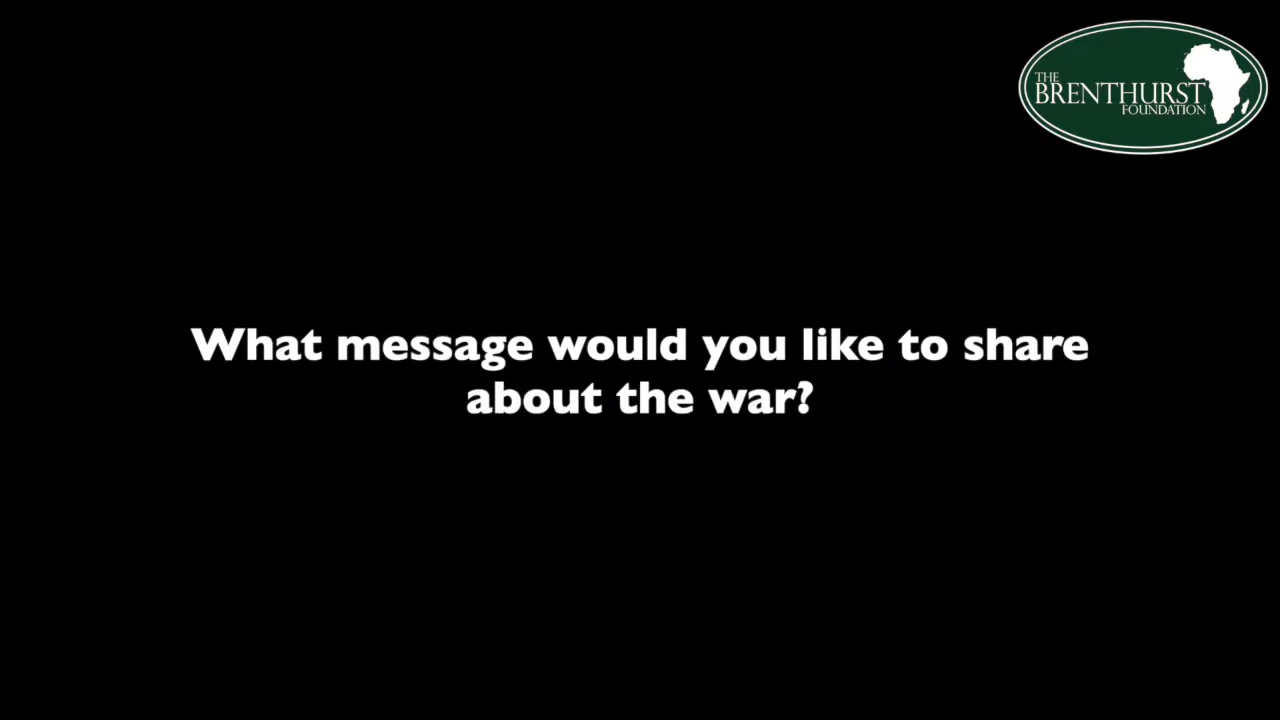 THE
BRENTHURST
FOUNDATION
What message would you like to share
about the war?